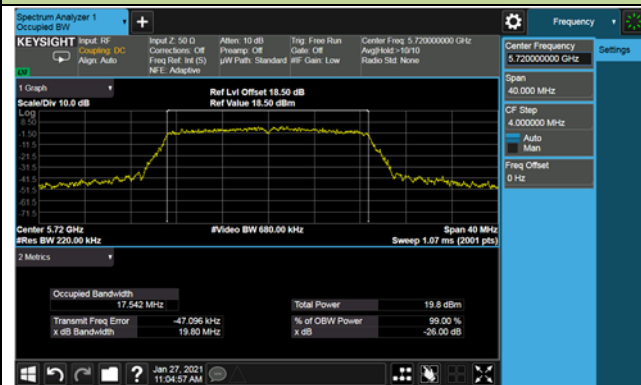 Spectrum Analyzer 1
Occupied BW
Frequency
KEYSIGHT
Input: RF
Coupling: DC
Align: Auto
Input Z: 50 Ω
Corrections: Off
Freq Ref: Int (S)
NFE: Adaptive
Atten: 10 dB
Preamp: Off
µW Path: Standard
Trig: Free Run
Gate: Off
#IF Gain: Low
Center Freq: 5.720000000 GHz
Avg|Hold:>10/10
Radio Std: None
Center Frequency
5.720000000 GHz
Settings
Span
40.000 MHz
CF Step
4.000000 MHz
Auto
Man
Freq Offset
0 Hz
1 Graph
Scale/Div 10.0 dB
Ref Lvl Offset 18.50 dB
Ref Value 18.50 dBm
Log
8.50
-1.50
-11.5
-21.5
-31.5
-41.5
-51.5
-61.5
-71.5
Center 5.72 GHz
#Video BW 680.00 kHz
Span 40 MHz
#Res BW 220.00 kHz
Sweep 1.07 ms (2001 pts)
2 Metrics
Occupied Bandwidth
17.542 MHz
Total Power 19.8 dBm
Transmit Freq Error -47.096 kHz
% of OBW Power 99.00 %
x dB Bandwidth 19.80 MHz
x dB -26.00 dB
Jan 27, 2021
11:04:57 AM